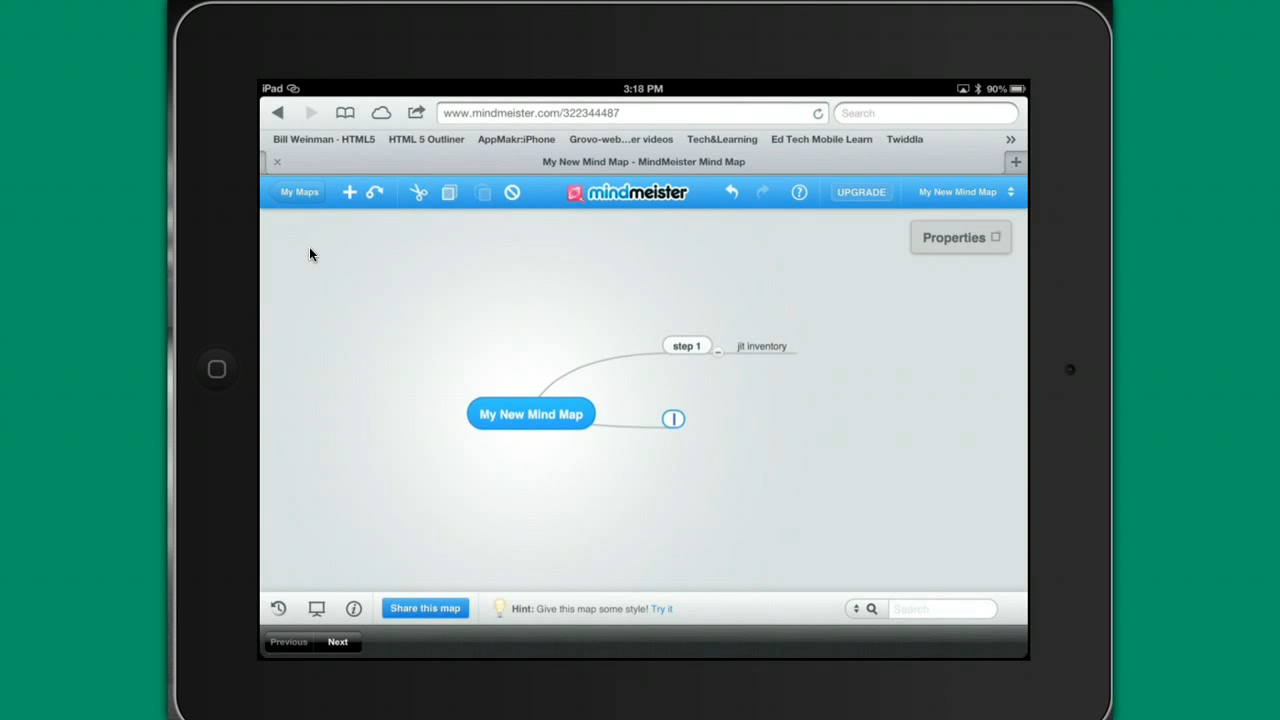 iPad 3:18 PM 90%
www.mindmeister.com/322344487 Search
Bill Weinman - HTML5 HTML 5 Outliner AppMakr:iPhone Grovo-web...er videos Tech&Learning Ed Tech Mobile Learn Twiddla
My New Mind Map - MindMeister Mind Map
My Maps mindmeister UPGRADE My New Mind Map
Properties
step 1 jit inventory
My New Mind Map
Share this map Hint: Give this map some style! Try it Search
Previous Next